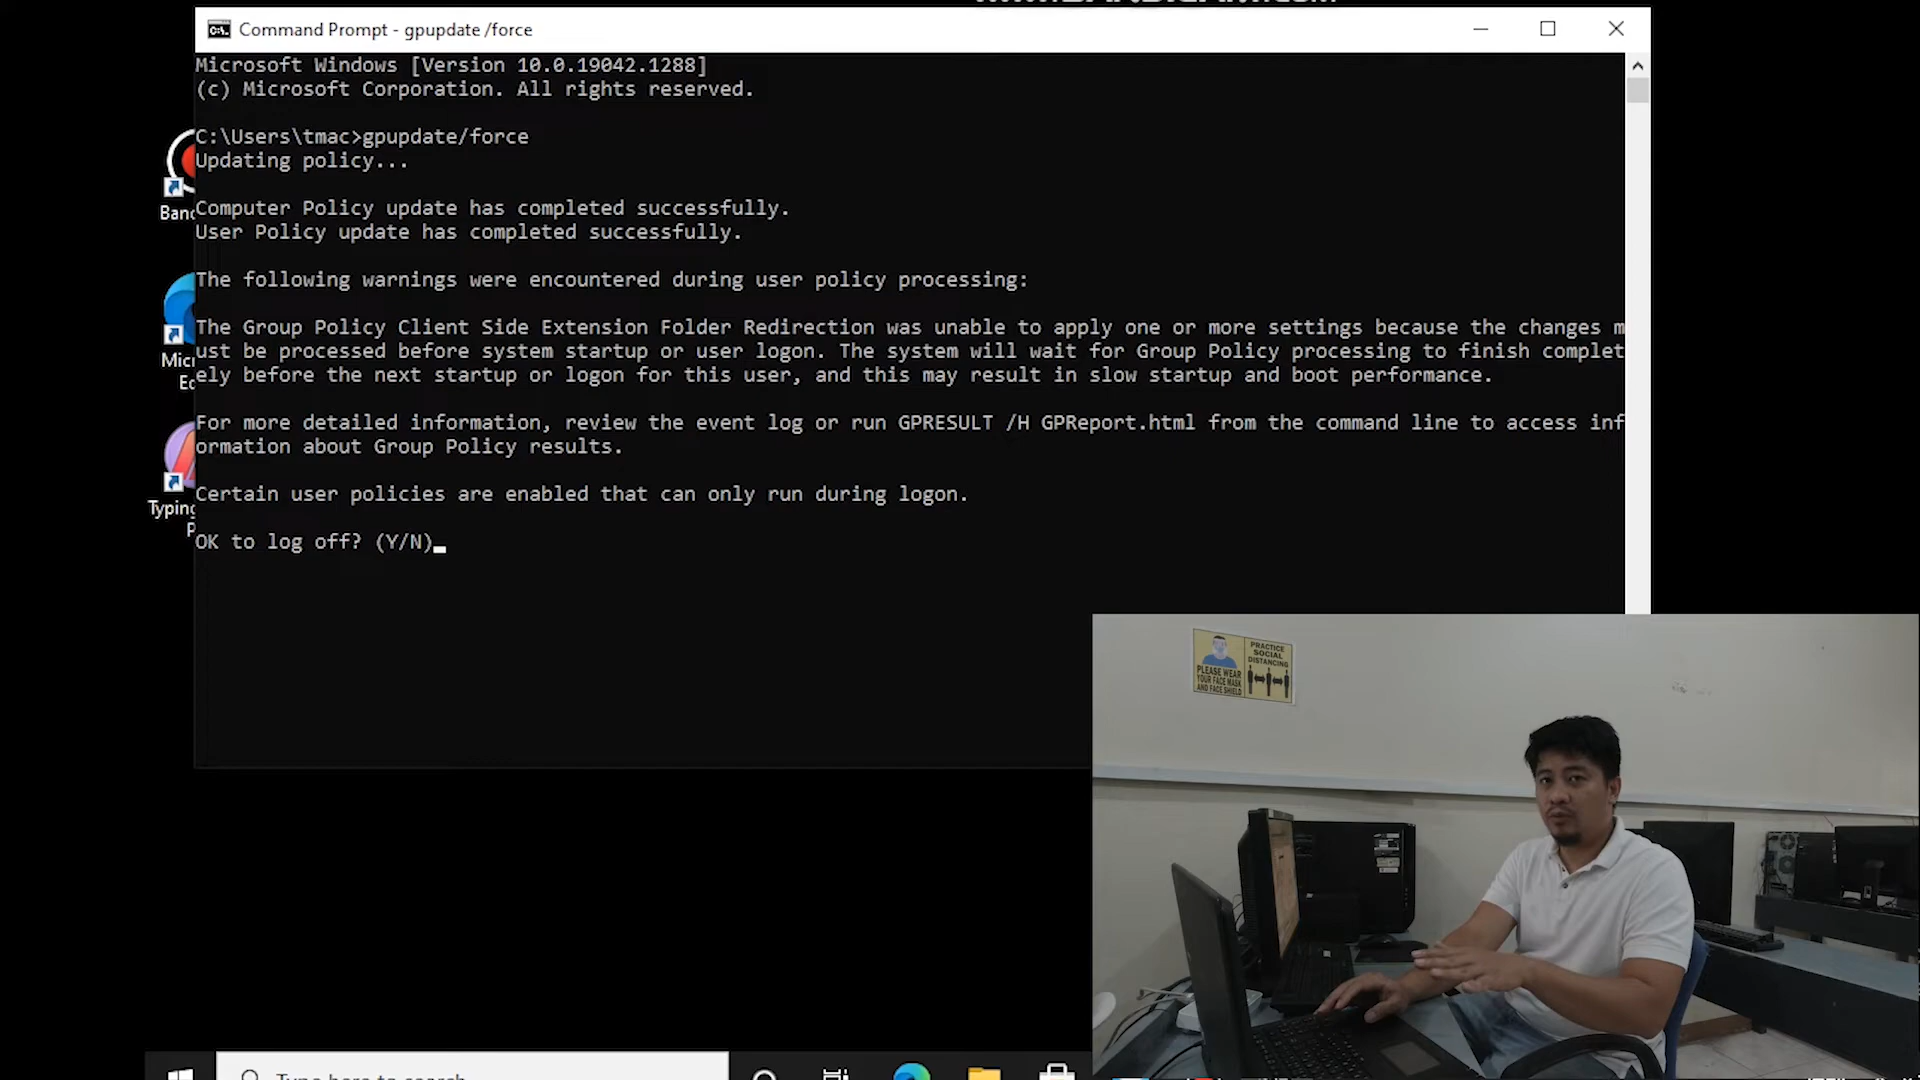 Command Prompt - gpupdate /force
Microsoft Windows [Version 10.0.19042.1288]
(c) Microsoft Corporation. All rights reserved.
C:\Users\tmac>gpupdate/force
Updating policy...
Computer Policy update has completed successfully.
User Policy update has completed successfully.
The following warnings were encountered during user policy processing:
The Group Policy Client Side Extension Folder Redirection was unable to apply one or more settings because the changes m
ust be processed before system startup or user logon. The system will wait for Group Policy processing to finish complet
ely before the next startup or logon for this user, and this may result in slow startup and boot performance.
For more detailed information, review the event log or run GPRESULT /H GPReport.html from the command line to access inf
ormation about Group Policy results.
Certain user policies are enabled that can only run during logon.
OK to log off? (Y/N)
Banc
Mic
Ed
Typing
P
PLEASE WEAR
YOUR FACE MASK
AND FACE SHIELD
PRACTICE
SOCIAL
DISTANCING
Type here to search